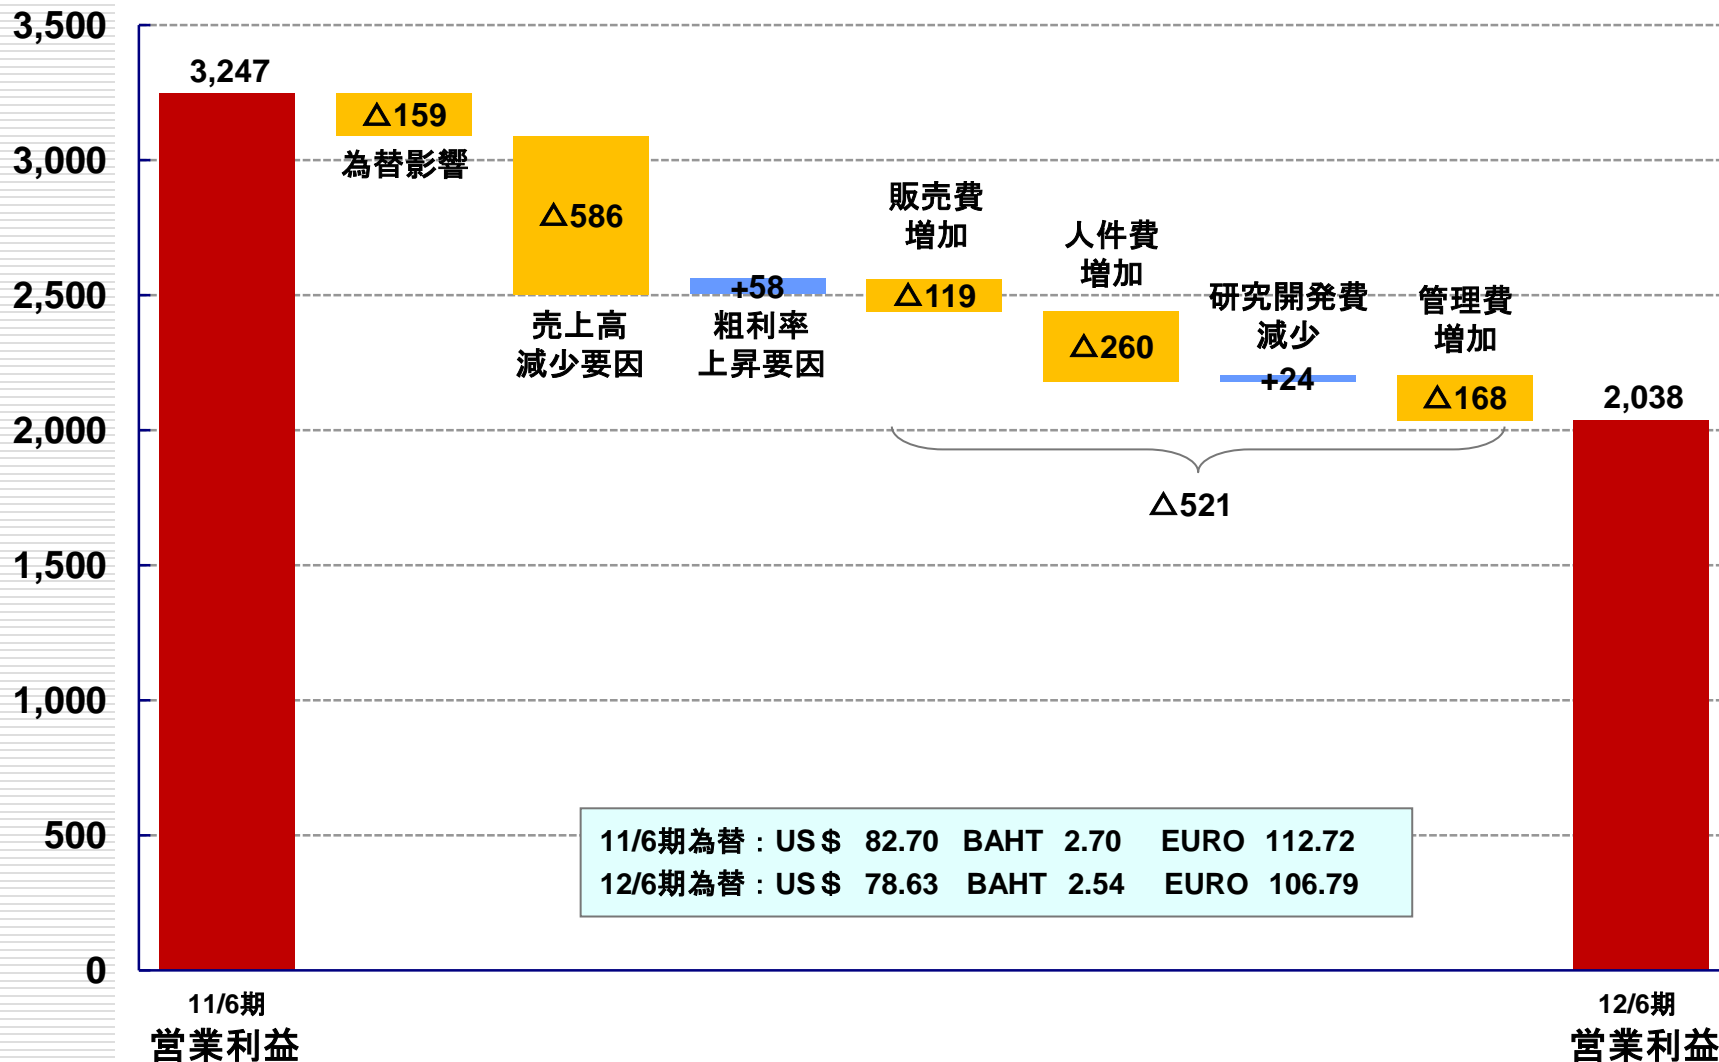 3,500
3,000
2,500
2,000
1,500
1,000
500
0
3,247
△159
為替影響
△586
売上高
減少要因
+58
粗利率
上昇要因
販売費
増加
△119
人件費
増加
△260
研究開発費
減少
+24
管理費
増加
△168
△521
2,038
11/6期為替：US＄ 82.70 BAHT 2.70 EURO 112.72
12/6期為替：US＄ 78.63 BAHT 2.54 EURO 106.79
11/6期
営業利益
12/6期
営業利益